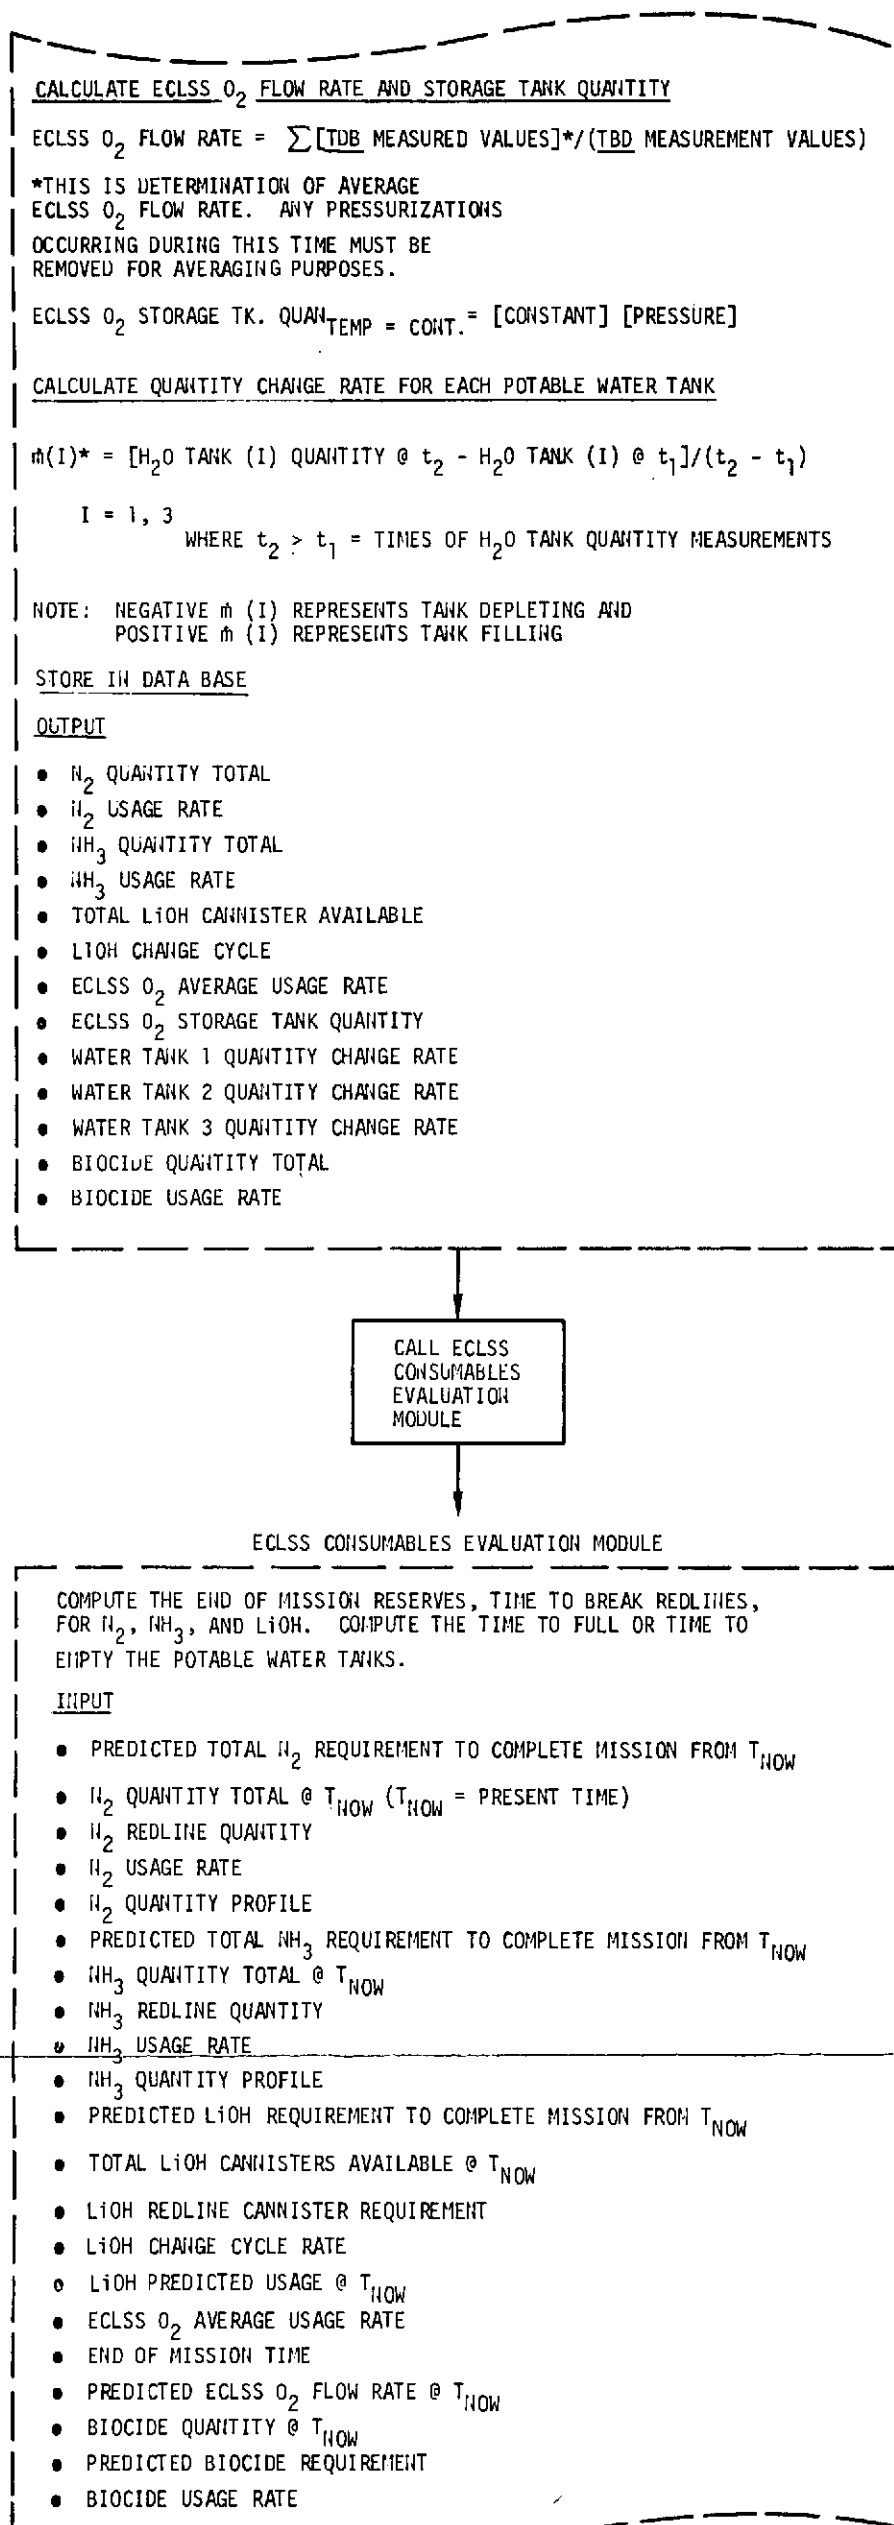 CALCULATE ECLSS O2 FLOW RATE AND STORAGE TANK QUANTITY
ECLSS O2 FLOW RATE = ∑[TDB MEASURED VALUES]*/(TBD MEASUREMENT VALUES)
*THIS IS DETERMINATION OF AVERAGE
ECLSS O2 FLOW RATE. ANY PRESSURIZATIONS
OCCURRING DURING THIS TIME MUST BE
REMOVED FOR AVERAGING PURPOSES.
ECLSS O2 STORAGE TK. QUAN TEMP = CONT. = [CONSTANT] [PRESSURE]
CALCULATE QUANTITY CHANGE RATE FOR EACH POTABLE WATER TANK
ṁ(I)* = [H2O TANK (I) QUANTITY @ t2 - H2O TANK (I) @ t1]/(t2 - t1)
I = 1, 3
WHERE t2 > t1 = TIMES OF H2O TANK QUANTITY MEASUREMENTS
NOTE: NEGATIVE ṁ (I) REPRESENTS TANK DEPLETING AND
POSITIVE ṁ (I) REPRESENTS TANK FILLING
STORE IN DATA BASE
OUTPUT
● N2 QUANTITY TOTAL
● N2 USAGE RATE
● NH3 QUANTITY TOTAL
● NH3 USAGE RATE
● TOTAL LiOH CANNISTER AVAILABLE
● LIOH CHANGE CYCLE
● ECLSS O2 AVERAGE USAGE RATE
● ECLSS O2 STORAGE TANK QUANTITY
● WATER TANK 1 QUANTITY CHANGE RATE
● WATER TANK 2 QUANTITY CHANGE RATE
● WATER TANK 3 QUANTITY CHANGE RATE
● BIOCIDE QUANTITY TOTAL
● BIOCIDE USAGE RATE
CALL ECLSS
CONSUMABLES
EVALUATION
MODULE
ECLSS CONSUMABLES EVALUATION MODULE
COMPUTE THE END OF MISSION RESERVES, TIME TO BREAK REDLINES,
FOR N2, NH3, AND LiOH. COMPUTE THE TIME TO FULL OR TIME TO
EMPTY THE POTABLE WATER TANKS.
INPUT
● PREDICTED TOTAL N2 REQUIREMENT TO COMPLETE MISSION FROM TNOW
● N2 QUANTITY TOTAL @ TNOW (TNOW = PRESENT TIME)
● N2 REDLINE QUANTITY
● N2 USAGE RATE
● N2 QUANTITY PROFILE
● PREDICTED TOTAL NH3 REQUIREMENT TO COMPLETE MISSION FROM TNOW
● NH3 QUANTITY TOTAL @ TNOW
● NH3 REDLINE QUANTITY
● NH3 USAGE RATE
● NH3 QUANTITY PROFILE
● PREDICTED LiOH REQUIREMENT TO COMPLETE MISSION FROM TNOW
● TOTAL LiOH CANNISTERS AVAILABLE @ TNOW
● LiOH REDLINE CANNISTER REQUIREMENT
● LiOH CHANGE CYCLE RATE
● LiOH PREDICTED USAGE @ TNOW
● ECLSS O2 AVERAGE USAGE RATE
● END OF MISSION TIME
● PREDICTED ECLSS O2 FLOW RATE @ TNOW
● BIOCIDE QUANTITY @ TNOW
● PREDICTED BIOCIDE REQUIREMENT
● BIOCIDE USAGE RATE